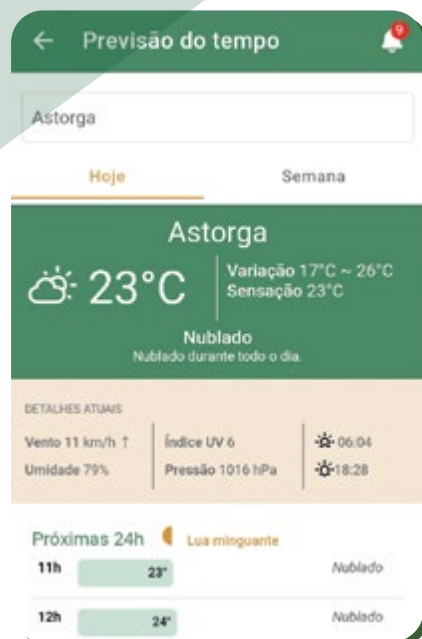 Previsão do tempo
9
Astorga
Hoje Semana
Astorga
23°C
Variação 17°C ~ 26°C
Sensação 23°C
Nublado
Nublado durante todo o dia.
DETALHES ATUAIS
Vento 11 km/h ↑ Índice UV 6 06:04
Umidade 79% Pressão 1016 hPa 18:28
Próximas 24h Lua minguante
11h 23° Nublado
12h 24° Nublado